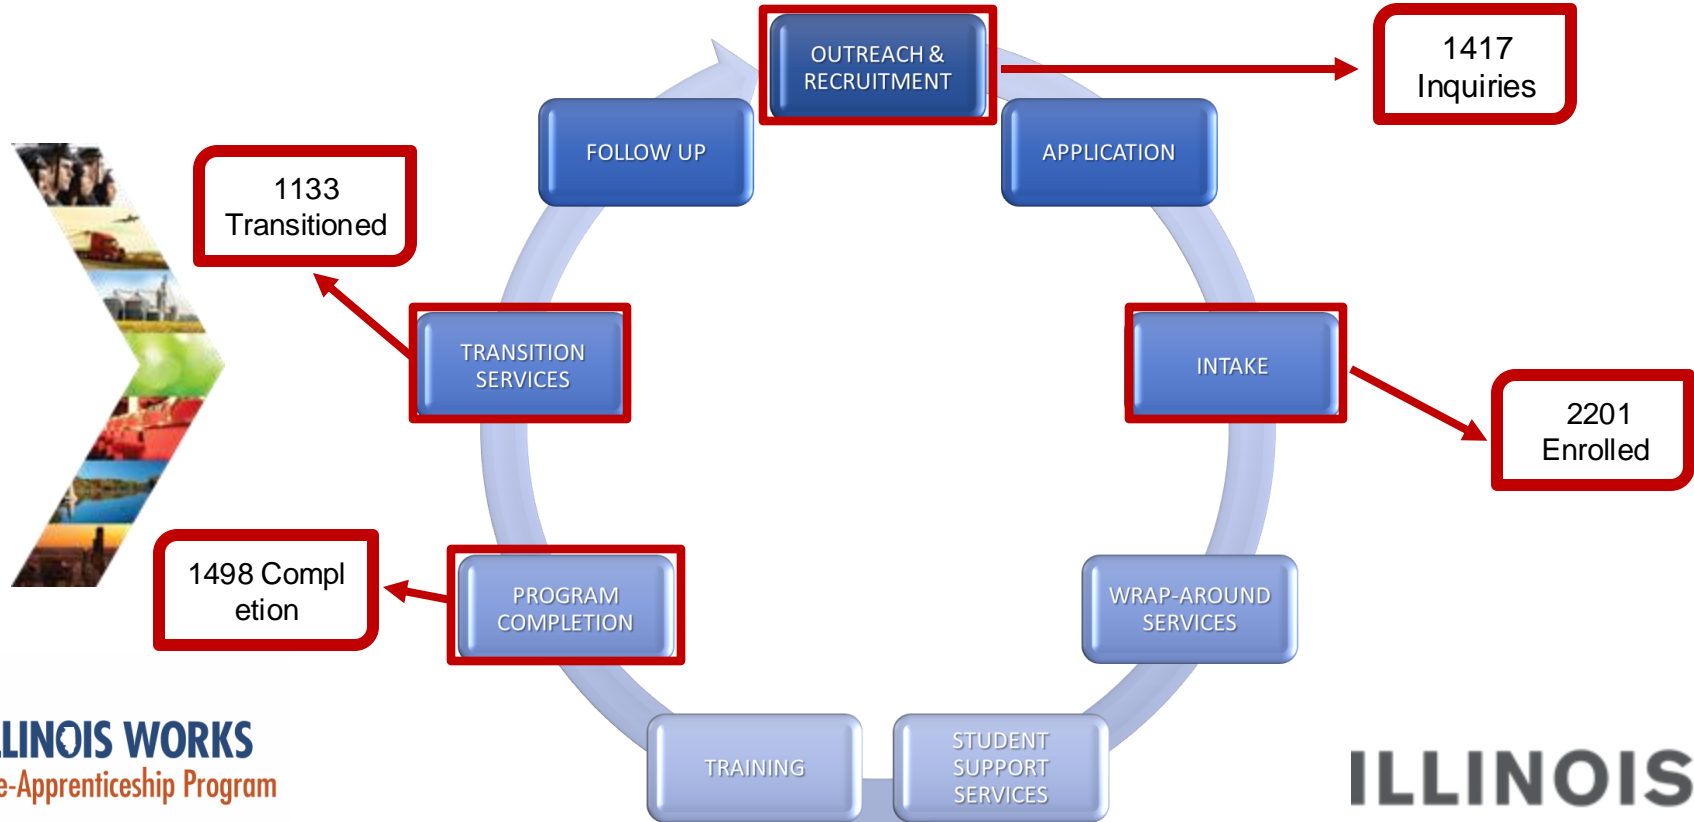 OUTREACH &
RECRUITMENT
1417
Inquiries
APPLICATION
INTAKE
2201
Enrolled
WRAP-AROUND
SERVICES
STUDENT
SUPPORT
SERVICES
TRAINING
PROGRAM
COMPLETION
1498 Compl
etion
TRANSITION
SERVICES
1133
Transitioned
FOLLOW UP
LLINOIS WORKS
e-Apprenticeship Program
ILLINOIS